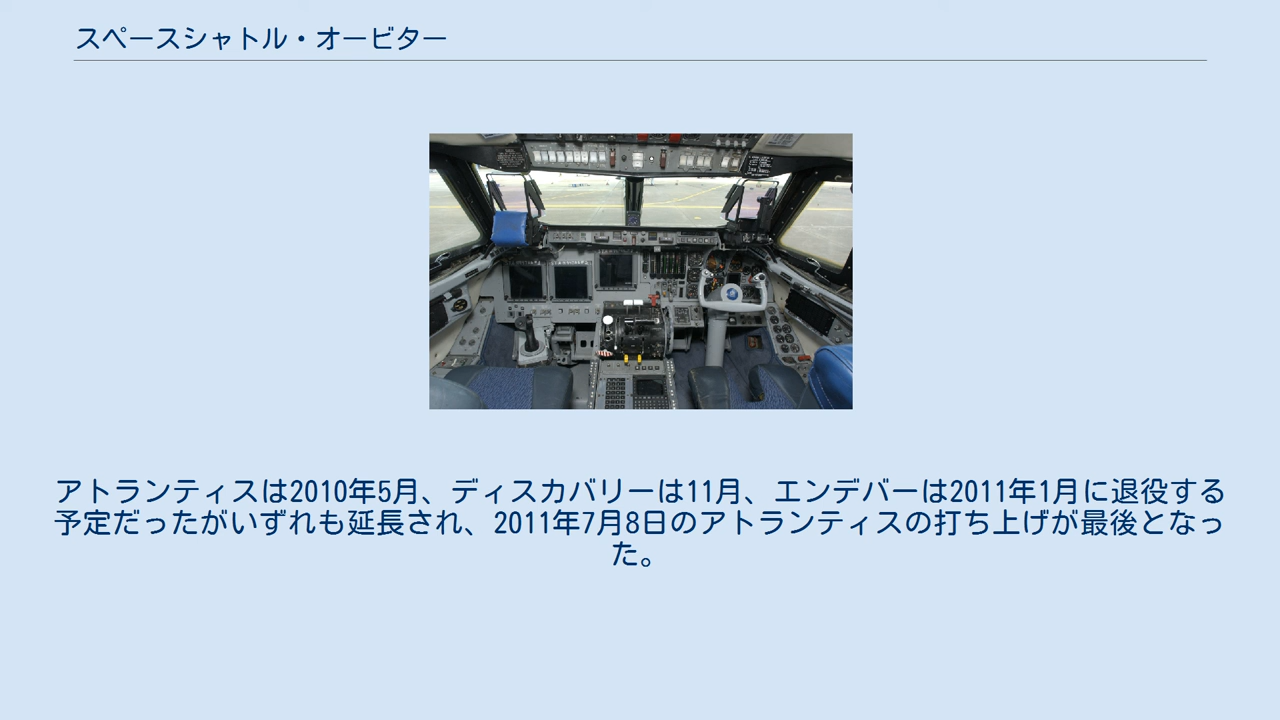 スペースシャトル・オービター
アトランティスは2010年5月、ディスカバリーは11月、エンデバーは2011年1月に退役する
予定だったがいずれも延長され、2011年7月8日のアトランティスの打ち上げが最後となっ
た。